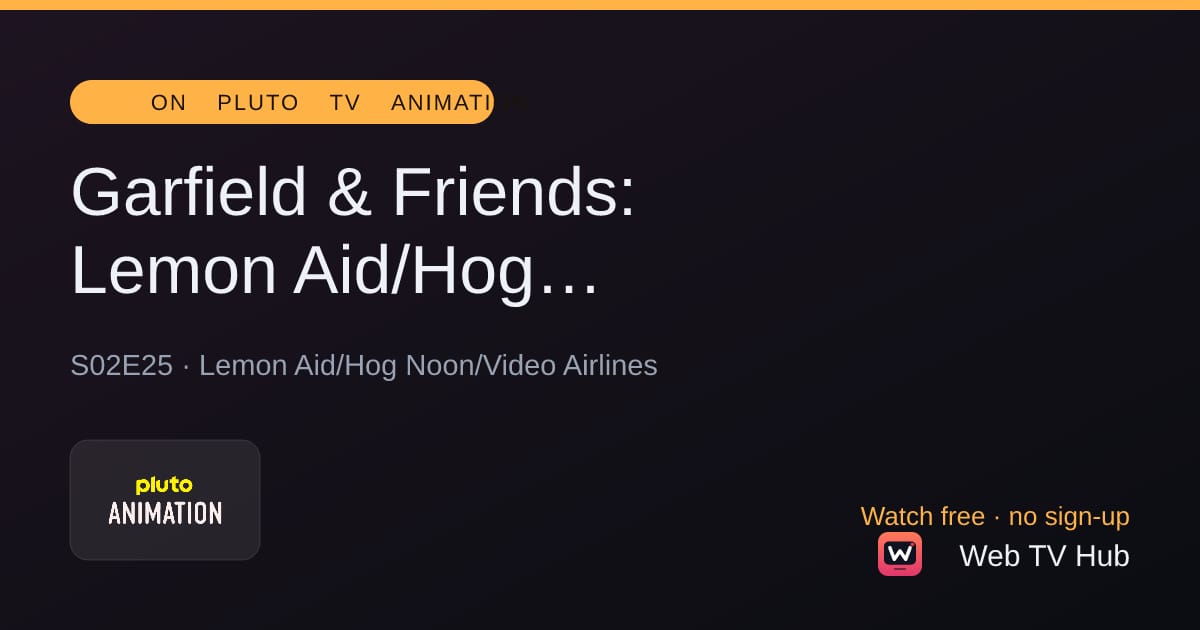 ON PLUTO TV ANIMATION
Garfield & Friends:
Lemon Aid/Hog…
S02E25 · Lemon Aid/Hog Noon/Video Airlines
pluto
ANIMATION
Watch free · no sign-up
W
Web TV Hub